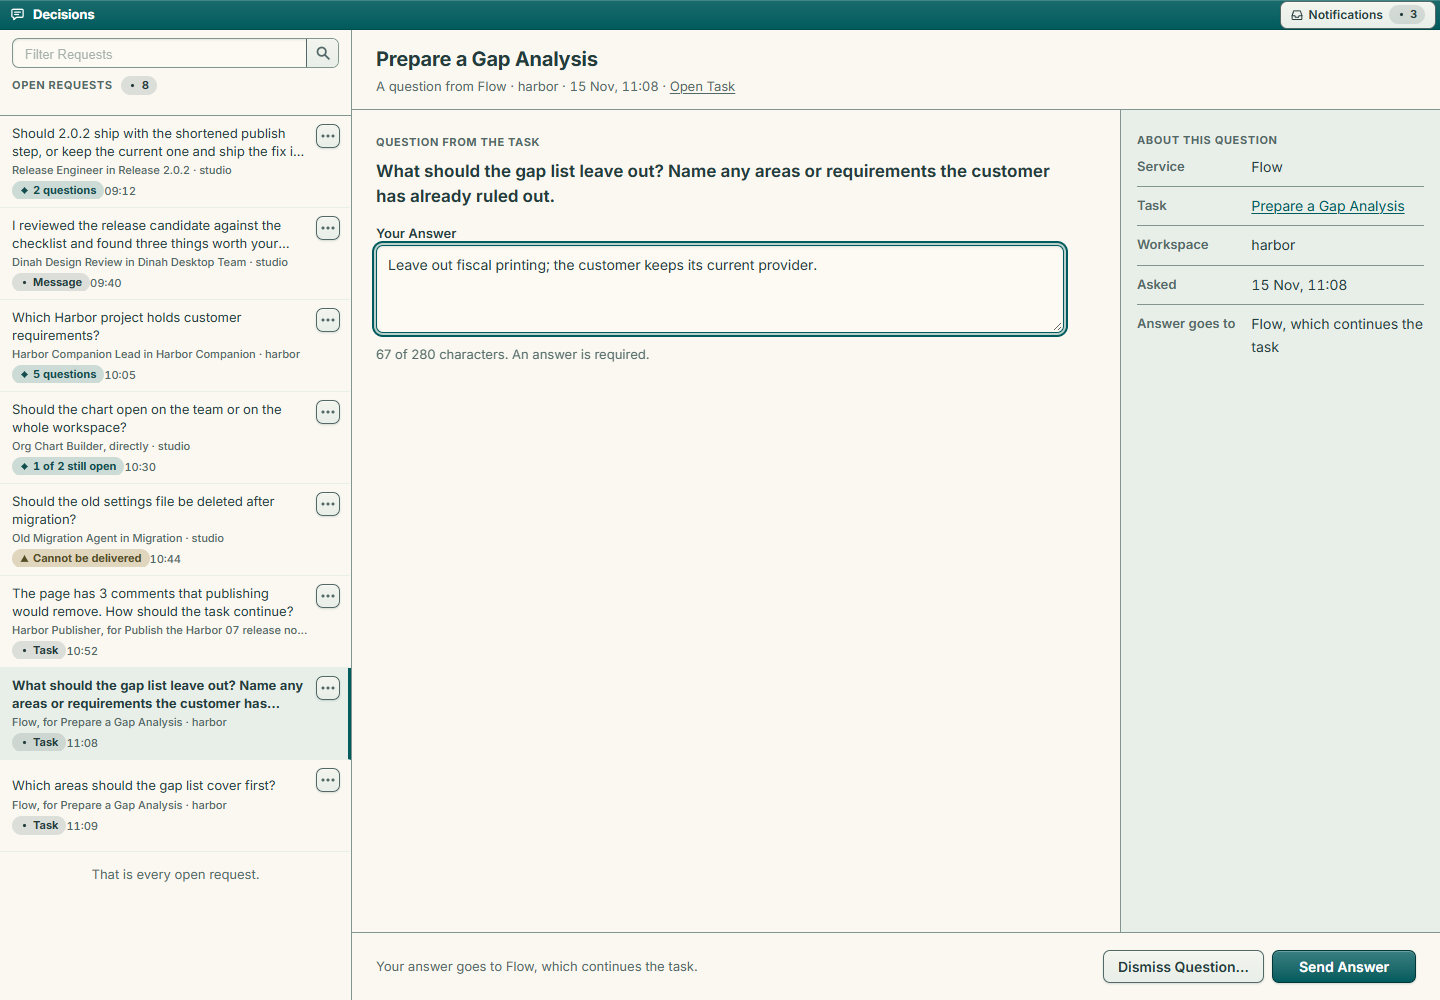 Decisions
Notifications • 3
Filter Requests
OPEN REQUESTS • 8
Should 2.0.2 ship with the shortened publish
step, or keep the current one and ship the fix i...
Release Engineer in Release 2.0.2 · studio
2 questions 09:12
I reviewed the release candidate against the
checklist and found three things worth your...
Dinah Design Review in Dinah Desktop Team · studio
• Message 09:40
Which Harbor project holds customer
requirements?
Harbor Companion Lead in Harbor Companion · harbor
5 questions 10:05
Should the chart open on the team or on the
whole workspace?
Org Chart Builder, directly · studio
1 of 2 still open 10:30
Should the old settings file be deleted after
migration?
Old Migration Agent in Migration · studio
Cannot be delivered 10:44
The page has 3 comments that publishing
would remove. How should the task continue?
Harbor Publisher, for Publish the Harbor 07 release no...
• Task 10:52
What should the gap list leave out? Name any
areas or requirements the customer has...
Flow, for Prepare a Gap Analysis · harbor
• Task 11:08
Which areas should the gap list cover first?
Flow, for Prepare a Gap Analysis · harbor
• Task 11:09
That is every open request.
Prepare a Gap Analysis
A question from Flow · harbor · 15 Nov, 11:08 · Open Task
QUESTION FROM THE TASK
What should the gap list leave out? Name any areas or requirements the customer
has already ruled out.
Your Answer
Leave out fiscal printing; the customer keeps its current provider.
67 of 280 characters. An answer is required.
ABOUT THIS QUESTION
Service Flow
Task Prepare a Gap Analysis
Workspace harbor
Asked 15 Nov, 11:08
Answer goes to Flow, which continues the
task
Your answer goes to Flow, which continues the task.
Dismiss Question...
Send Answer